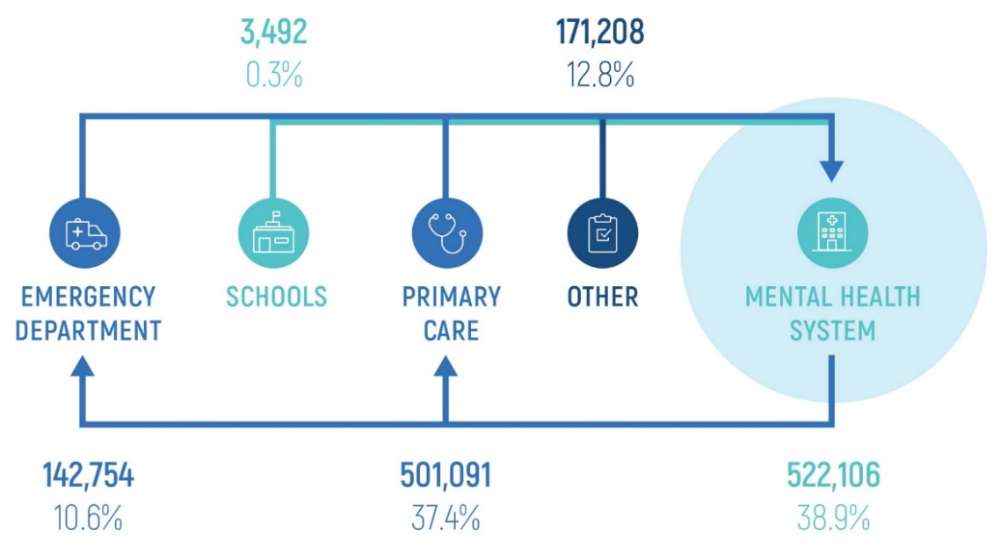 3,492
0.3%
171,208
12.8%
EMERGENCY
DEPARTMENT
SCHOOLS
PRIMARY
CARE
OTHER
MENTAL HEALTH
SYSTEM
142,754
10.6%
501,091
37.4%
522,106
38.9%